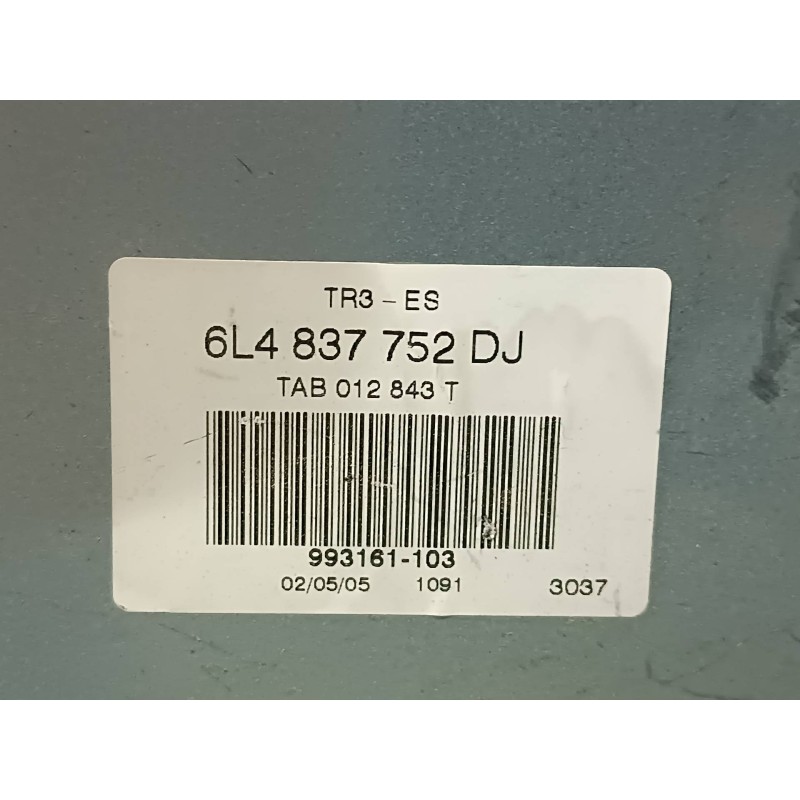 TR3 - ES
6L4 837 752 DJ
TAB 012 843 T
993161-103
02/05/05 1091 3037